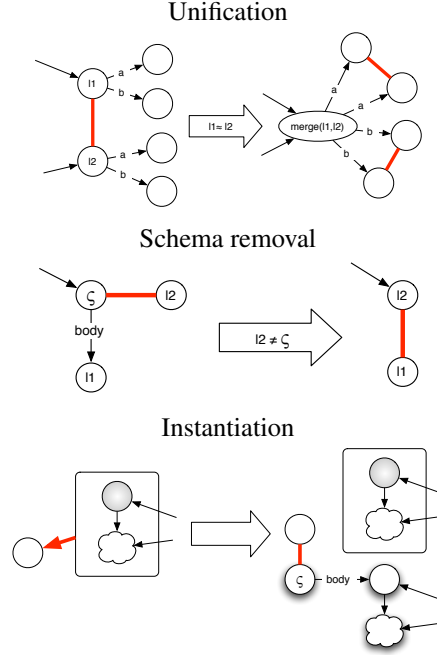 Unification
l1
a
b
l2
a
b
l1≈ l2
merge(l1,l2)
a
a
b
b
Schema removal
ς
l2
body
l1
l2 ≠ ς
l2
l1
Instantiation
ς
body